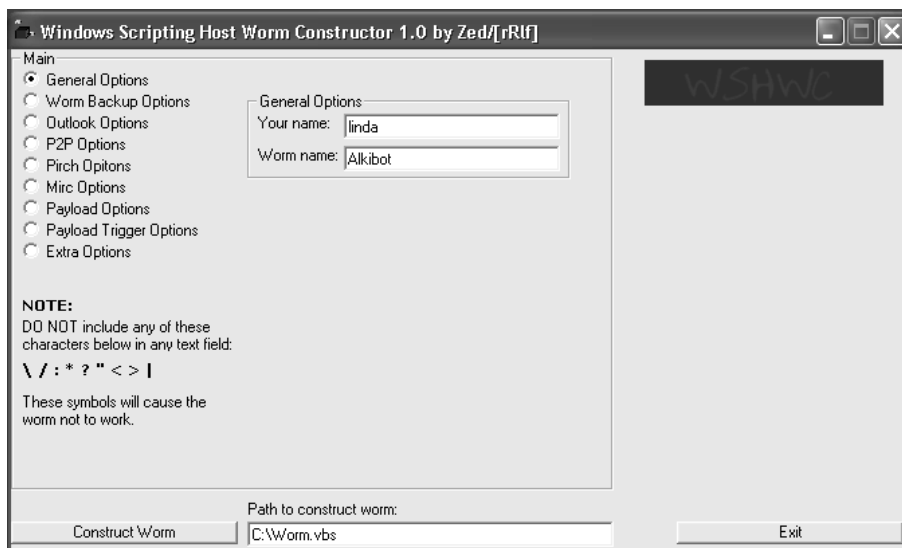 Windows Scripting Host Worm Constructor 1.0 by Zed/[rRlf]
Main
General Options
Worm Backup Options
Outlook Options
P2P Options
Pirch Opitons
Mirc Options
Payload Options
Payload Trigger Options
Extra Options
General Options
Your name: linda
Worm name: Alkibot
WSHWC
NOTE:
DO NOT include any of these
characters below in any text field:
\ / : * ? " < > |
These symbols will cause the
worm not to work.
Path to construct worm:
Construct Worm
C:\Worm.vbs
Exit